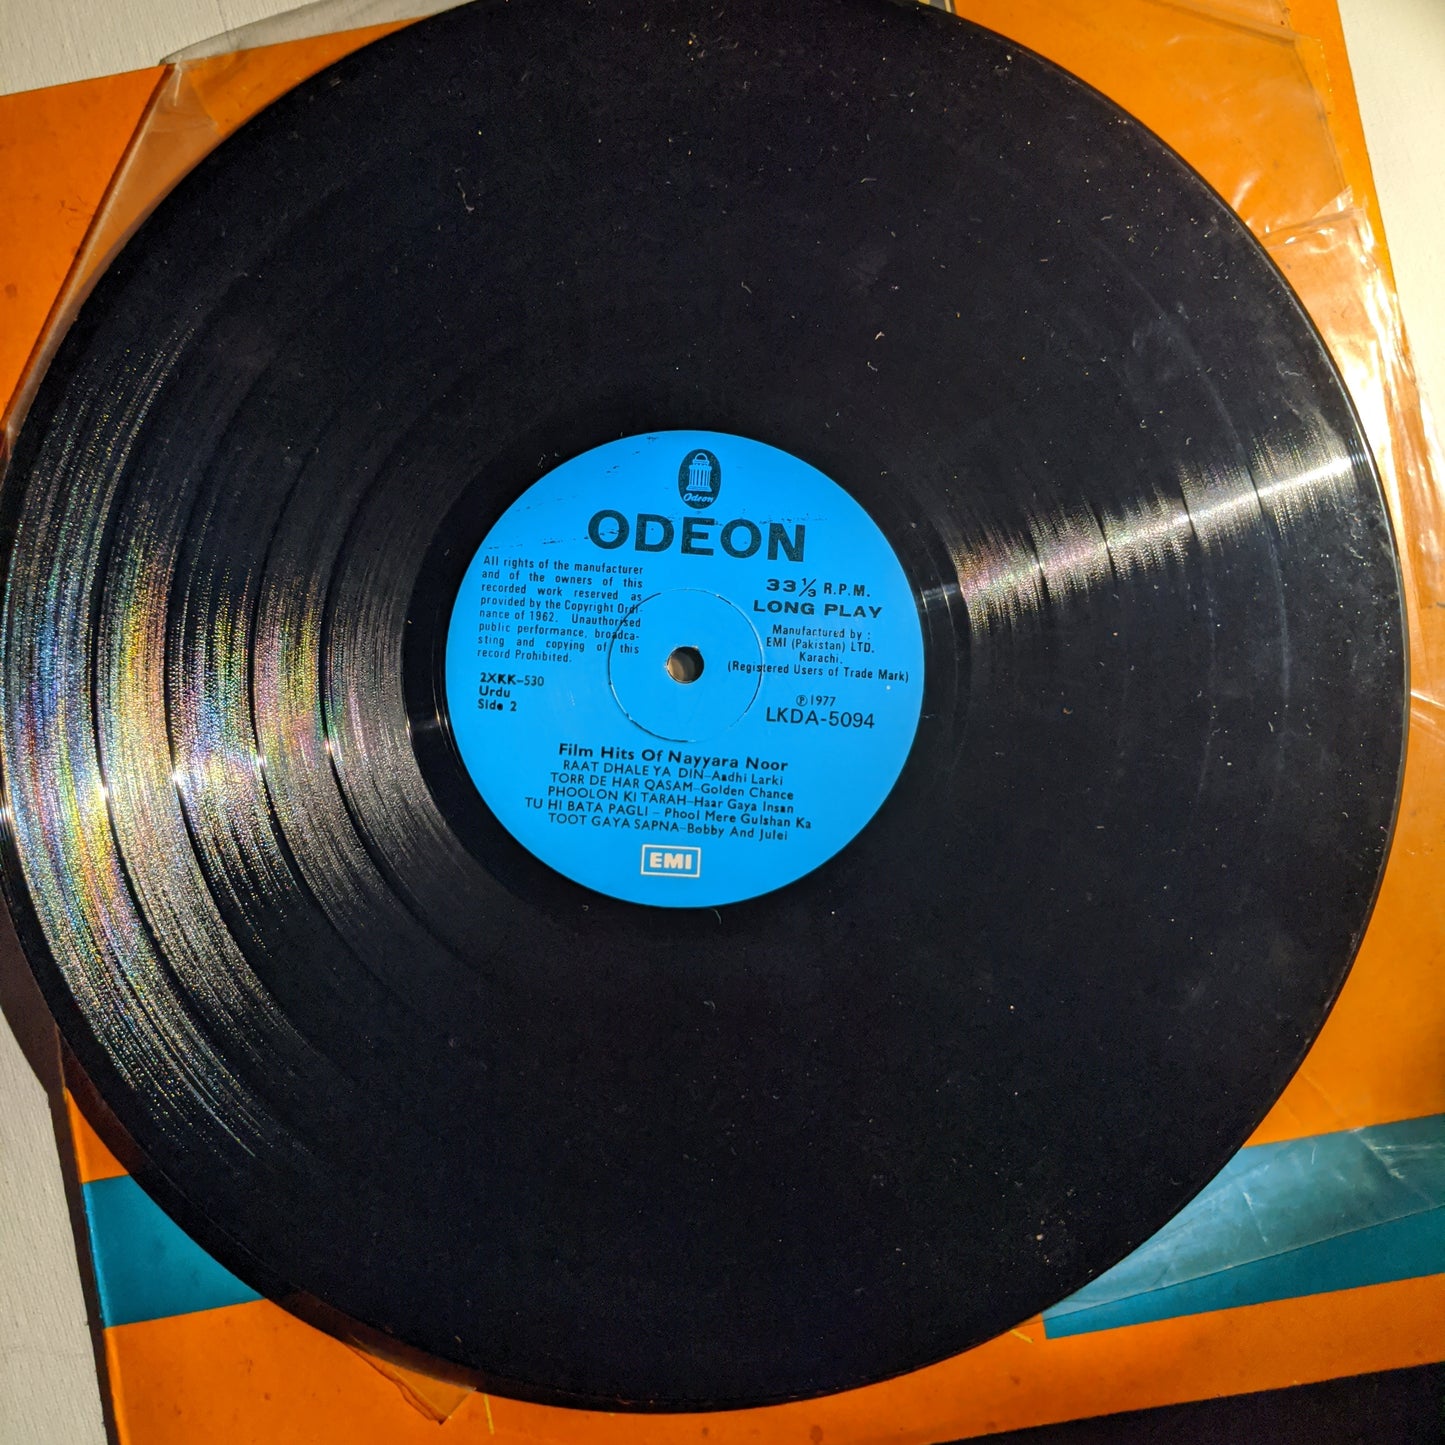 Odeon
ODEON
All rights of the manufacturer
and of the owners of this
recorded work reserved as
provided by the Copyright Ordi-
nance of 1962. Unauthorised
public performance, broadca-
sting and copying of this
record Prohibited.
33⅓ R.P.M.
LONG PLAY
Manufactured by :
EMI (Pakistan) LTD.
Karachi.
(Registered Users of Trade Mark)
2XKK-530
Urdu
Side 2
℗ 1977
LKDA-5094
Film Hits Of Nayyara Noor
RAAT DHALE YA DIN–Aadhi Larki
TORR DE HAR QASAM–Golden Chance
PHOOLON KI TARAH–Haar Gaya Insan
TU HI BATA PAGLI – Phool Mere Gulshan Ka
TOOT GAYA SAPNA–Bobby And Julei
EMI